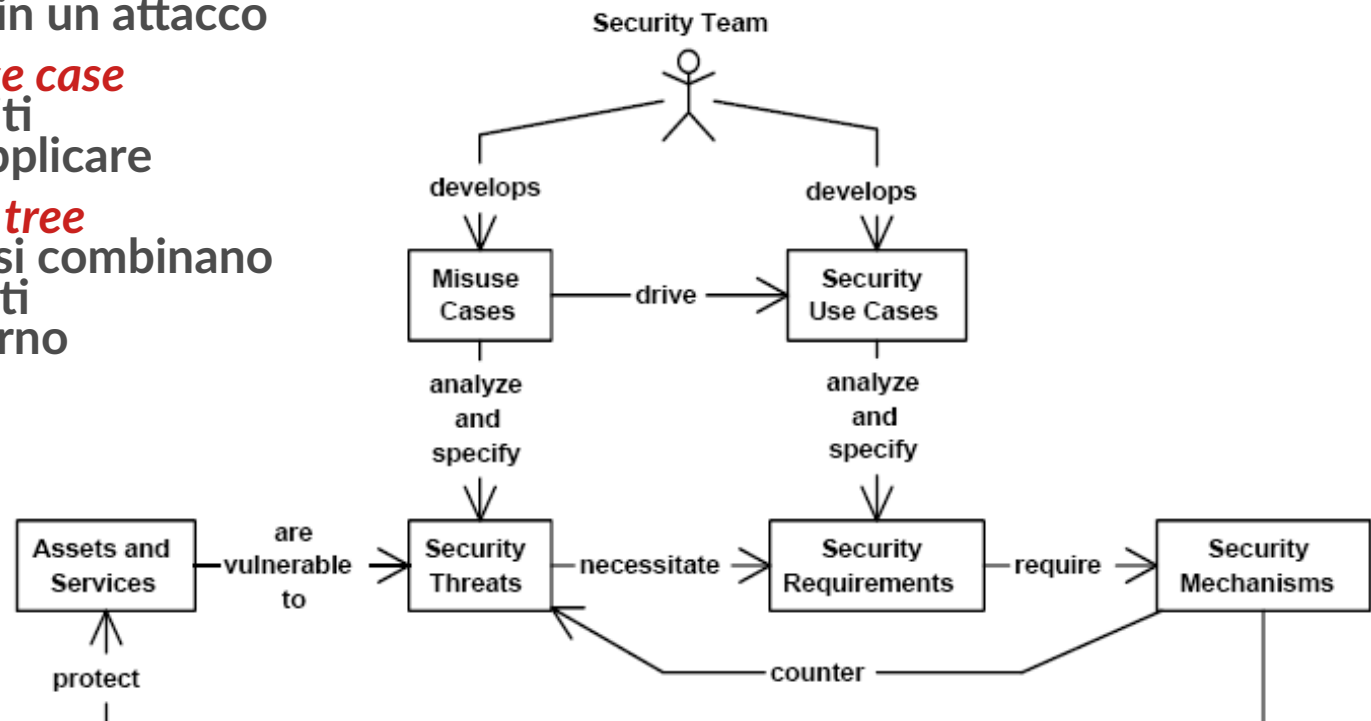 in un attacco
e case
ti
pplicare
tree
si combinano
ti
rno
Security Team
develops
develops
Misuse
Cases
drive
Security
Use Cases
analyze
and
specify
analyze
and
specify
Assets and
Services
are
vulnerable
to
Security
Threats
necessitate
Security
Requirements
require
Security
Mechanisms
counter
protect